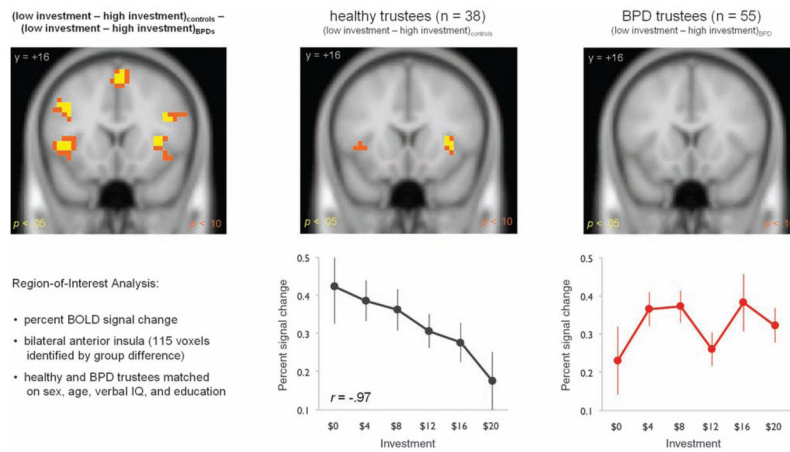 (low investment – high investment)controls –
(low investment – high investment)BPDs
y = +16
p < .05
p < .10
Region-of-Interest Analysis:
• percent BOLD signal change
• bilateral anterior insula (115 voxels
identified by group difference)
• healthy and BPD trustees matched
on sex, age, verbal IQ, and education
healthy trustees (n = 38)
(low investment – high investment)controls
y = +16
p < .05
p < .10
Percent signal change
0.5
0.4
0.3
0.2
0.1
r = -.97
$0 $4 $8 $12 $16 $20
Investment
BPD trustees (n = 55)
(low investment – high investment)BPD
y = +16
p < .05
p < .10
Percent signal change
0.5
0.4
0.3
0.2
0.1
$0 $4 $8 $12 $16 $20
Investment